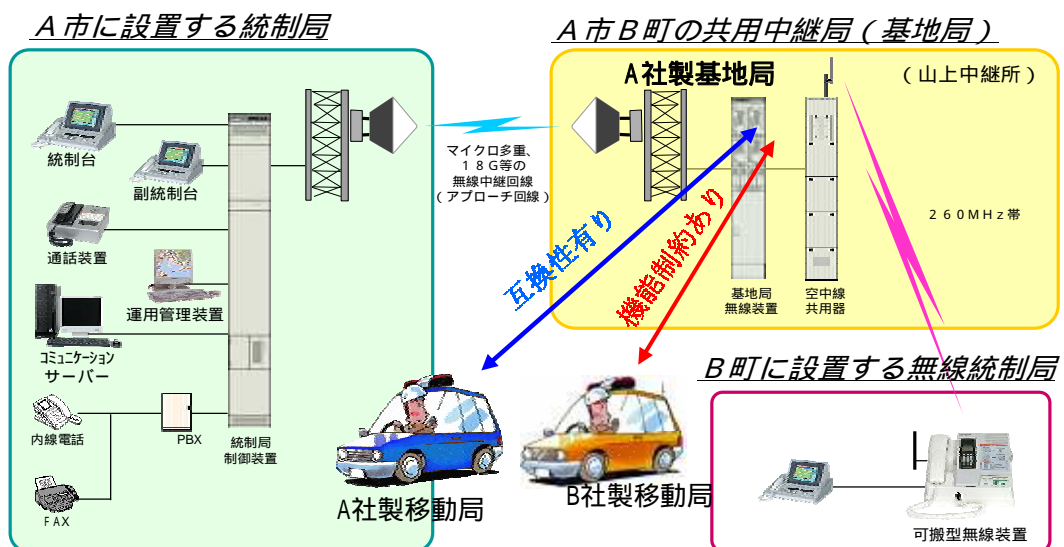 A市に設置する統制局
A市B町の共用中継局(基地局)
A社製基地局
(山上中継所)
統制台
副統制台
マイクロ多重、
18G等の
無線中継回線
(アプローチ回線)
通話装置
運用管理装置
コミュニケーション
サーバー
内線電話
PBX
統制局
制御装置
FAX
互換性有り
機能制約あり
260MHz帯
基地局
無線装置
空中線
共用器
A社製移動局
B社製移動局
B町に設置する無線統制局
可搬型無線装置